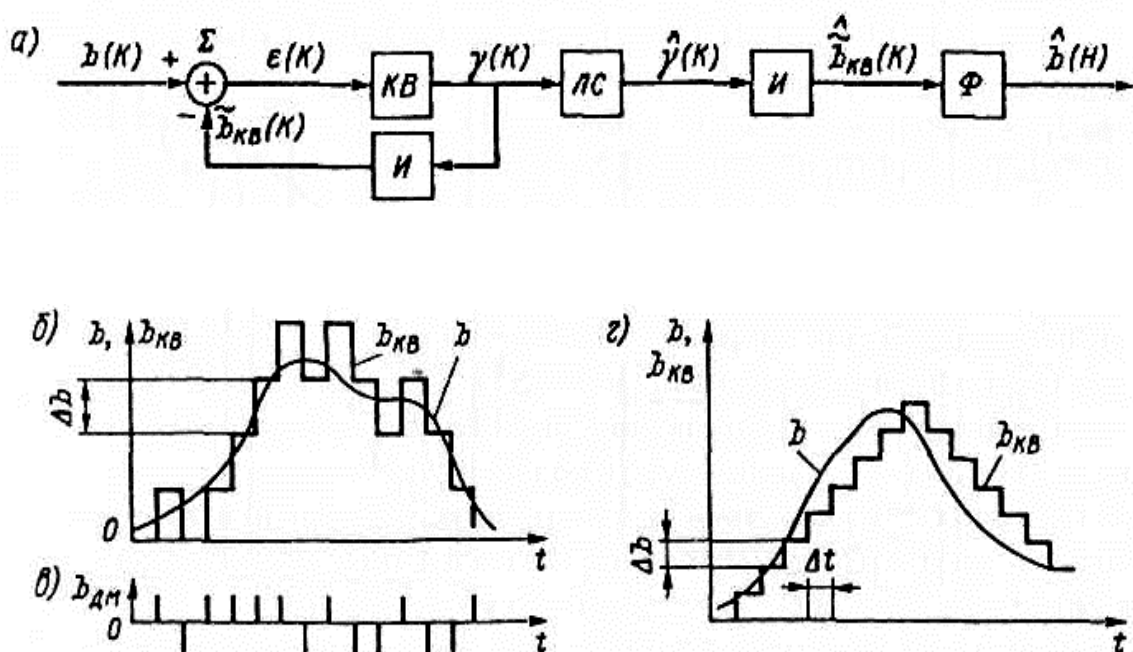 а)
b(к) + Σ ε(к) γ(к) γ̂(к) b̃̂кв(к) b̂(н)
+ КВ ЛС И Ф
− b̃кв(к)
И
б) b, bкв
bкв b
Δb
0
t
в) bдм
0
t
г) b,
bкв
b
bкв
Δb
Δt
t